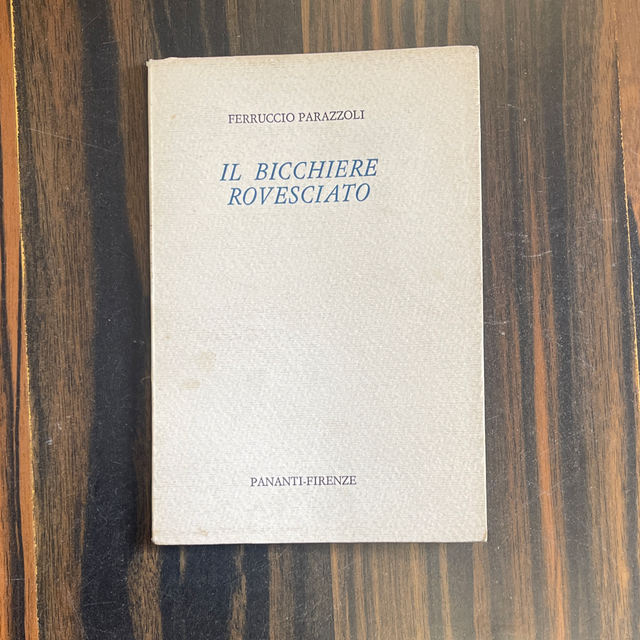 FERRUCCIO PARAZZOLI
IL BICCHIERE
ROVESCIATO
PANANTI-FIRENZE